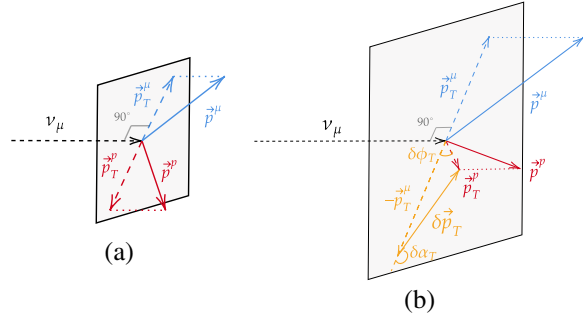 ν_μ
90°
p⃗_T^μ
p⃗^μ
p⃗_T^p
p⃗^p
(a)
ν_μ
90°
p⃗_T^μ
p⃗^μ
δϕ_T
p⃗_T^p
p⃗^p
−p⃗_T^μ
δp⃗_T
δα_T
(b)